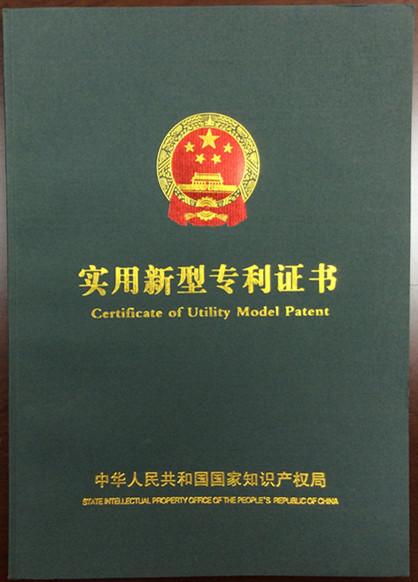 实用新型专利证书
Certificate of Utility Model Patent
中华人民共和国国家知识产权局
STATE INTELLECTUAL PROPERTY OFFICE OF THE PEOPLE'S REPUBLIC OF CHINA